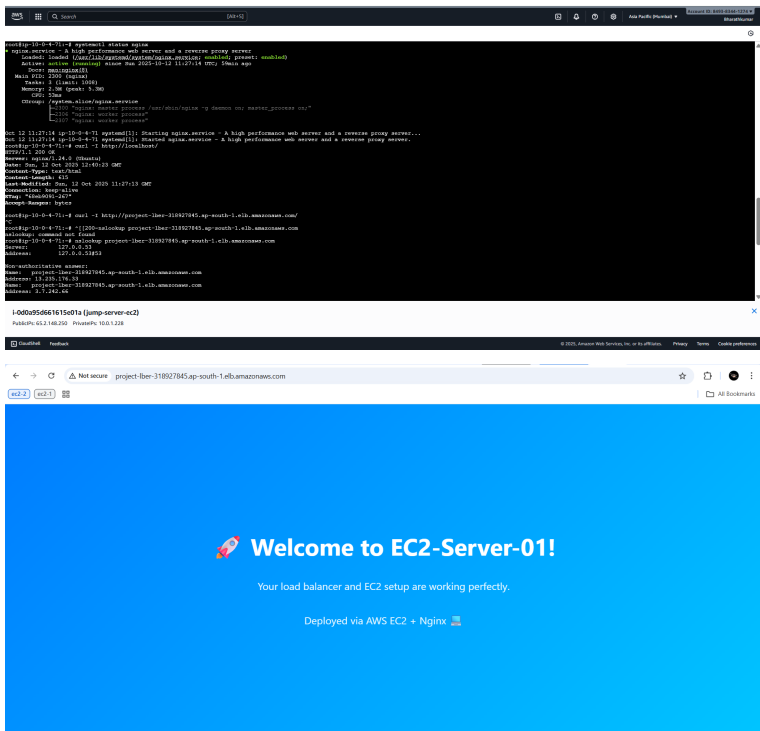 aws
Search
[Alt+S]
Asia Pacific (Mumbai)
Bharathkumar
root@ip-10-0-4-71:~# systemctl status nginx
● nginx.service - A high performance web server and a reverse proxy server
Loaded: loaded (/usr/lib/systemd/system/nginx.service; enabled; preset: enabled)
Active: active (running) since Sun 2025-10-12 11:27:14 UTC; 59min ago
Docs: man:nginx(8)
Main PID: 2300 (nginx)
Tasks: 3 (limit: 1008)
Memory: 2.3M (peak: 5.3M)
CPU: 53ms
CGroup: /system.slice/nginx.service
├─2300 "nginx: master process /usr/sbin/nginx -g daemon on; master_process on;"
├─2306 "nginx: worker process"
└─2307 "nginx: worker process"
Oct 12 11:27:14 ip-10-0-4-71 systemd[1]: Starting nginx.service - A high performance web server and a reverse proxy server...
Oct 12 11:27:14 ip-10-0-4-71 systemd[1]: Started nginx.service - A high performance web server and a reverse proxy server.
root@ip-10-0-4-71:~# curl -I http://localhost/
HTTP/1.1 200 OK
Server: nginx/1.24.0 (Ubuntu)
Date: Sun, 12 Oct 2025 12:40:23 GMT
Content-Type: text/html
Content-Length: 615
Last-Modified: Sun, 12 Oct 2025 11:27:13 GMT
Connection: keep-alive
ETag: "68eb9091-267"
Accept-Ranges: bytes
root@ip-10-0-4-71:~# curl -I http://project-lber-318927845.ap-south-1.elb.amazonaws.com/
^C
root@ip-10-0-4-71:~# ^[[200~nslookup project-lber-318927845.ap-south-1.elb.amazonaws.com
nslookup: command not found
root@ip-10-0-4-71:~# nslookup project-lber-318927845.ap-south-1.elb.amazonaws.com
Server: 127.0.0.53
Address: 127.0.0.53#53
Non-authoritative answer:
Name: project-lber-318927845.ap-south-1.elb.amazonaws.com
Address: 13.235.176.33
Name: project-lber-318927845.ap-south-1.elb.amazonaws.com
Address: 3.7.242.66
i-0d0a95d661615e01a (jump-server-ec2)
PublicIPs: 65.2.148.250 PrivateIPs: 10.0.1.228
CloudShell Feedback
© 2025, Amazon Web Services, Inc. or its affiliates. Privacy Terms Cookie preferences
Not secure project-lber-318927845.ap-south-1.elb.amazonaws.com
ec2-2 ec2-1
All Bookmarks
🚀 Welcome to EC2-Server-01!
Your load balancer and EC2 setup are working perfectly.
Deployed via AWS EC2 + Nginx 💻